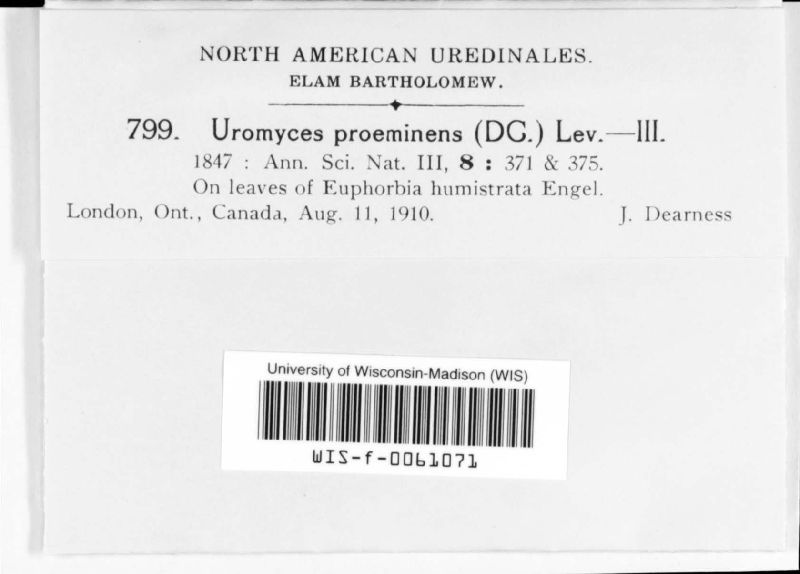 NORTH AMERICAN UREDINALES.
ELAM BARTHOLOMEW.
799. Uromyces proeminens (DC.) Lev.—III.
1847 : Ann. Sci. Nat. III, 8 : 371 & 375.
On leaves of Euphorbia humistrata Engel.
London, Ont., Canada, Aug. 11, 1910. J. Dearness
University of Wisconsin-Madison (WIS)
WIS-f-0061071